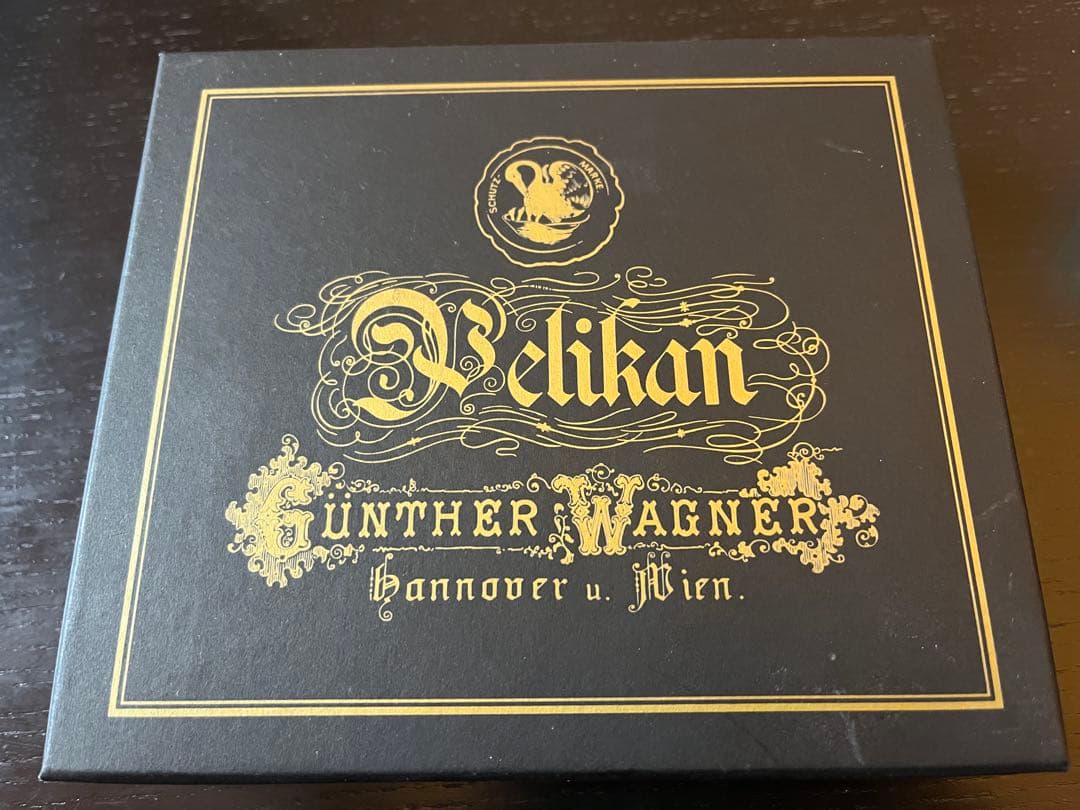 SCHUTZ- MARKE
Pelikan
GÜNTHER WAGNER
Hannover u. Wien.